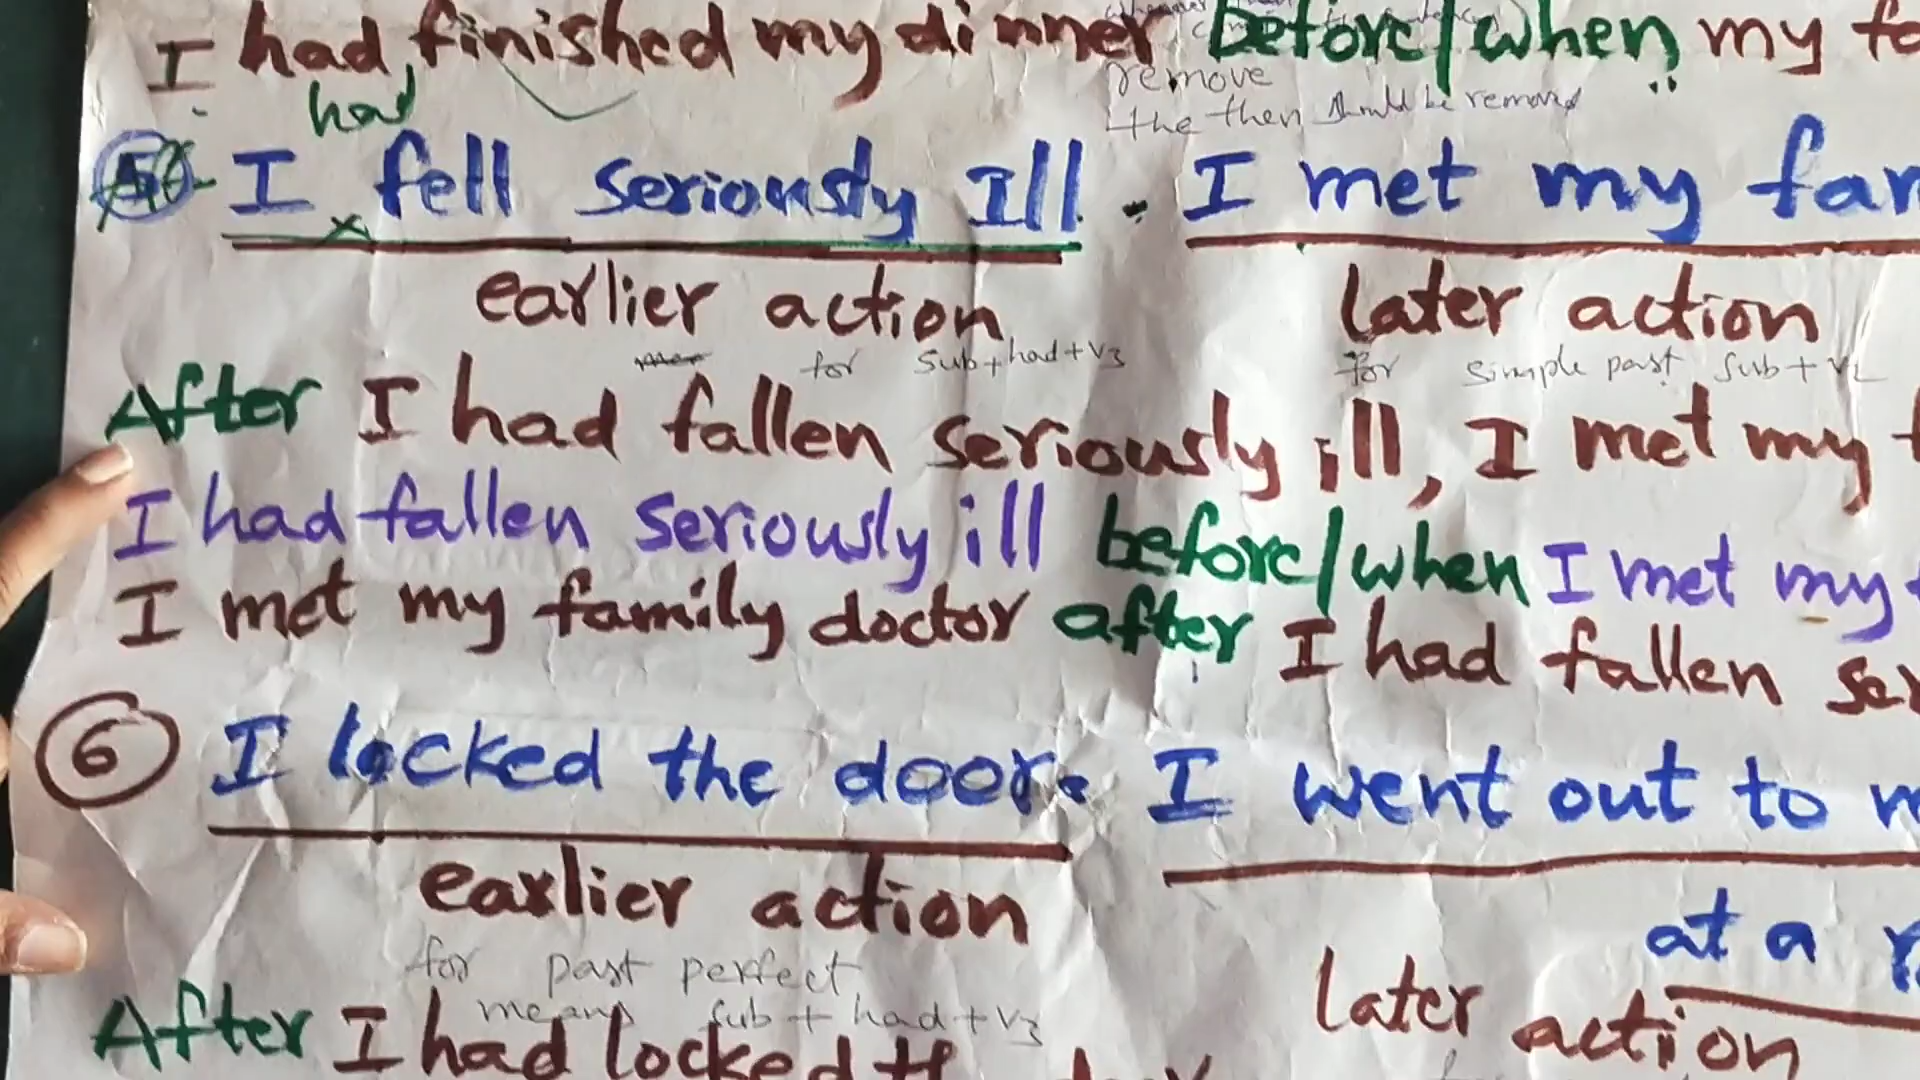 I had finished my dinner before/when my fa
remove
the then should be removed
had
5 I fell seriously Ill. I met my fam
earlier action later action
for sub+had+V3 for simple past sub+V2
After I had fallen seriously ill, I met my f
I had fallen seriously ill before/when I met my f
I met my family doctor after I had fallen ser
6 I locked the door. I went out to m
earlier action
at a r
for past perfect
later action
means sub + had + V3
After I had locked th door